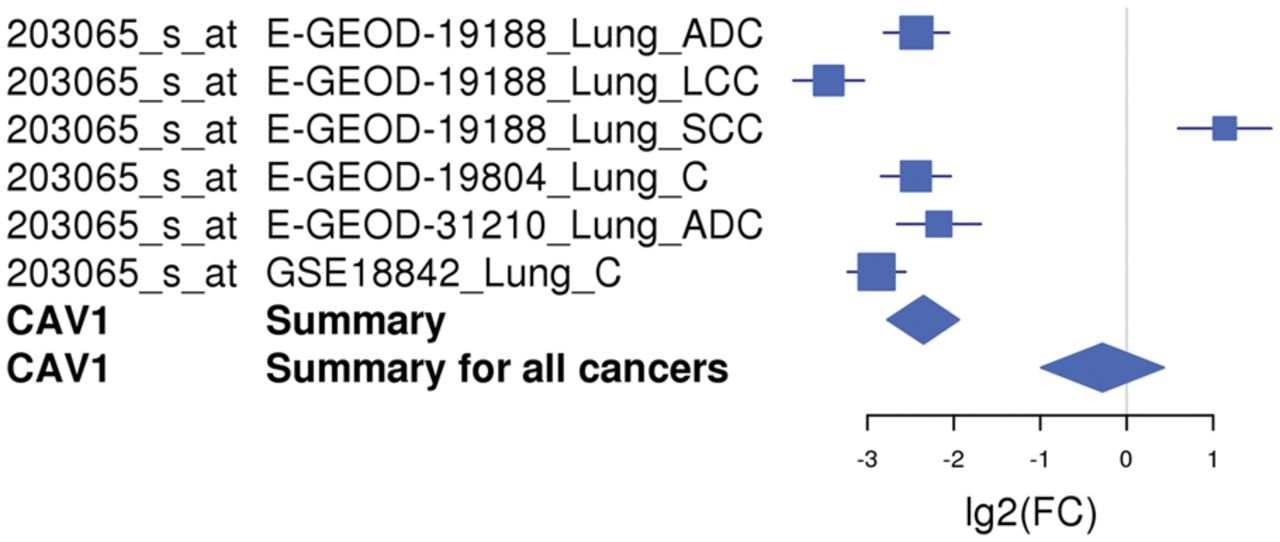 203065_s_at E-GEOD-19188_Lung_ADC
203065_s_at E-GEOD-19188_Lung_LCC
203065_s_at E-GEOD-19188_Lung_SCC
203065_s_at E-GEOD-19804_Lung_C
203065_s_at E-GEOD-31210_Lung_ADC
203065_s_at GSE18842_Lung_C
CAV1 Summary
CAV1 Summary for all cancers
-3 -2 -1 0 1
lg2(FC)